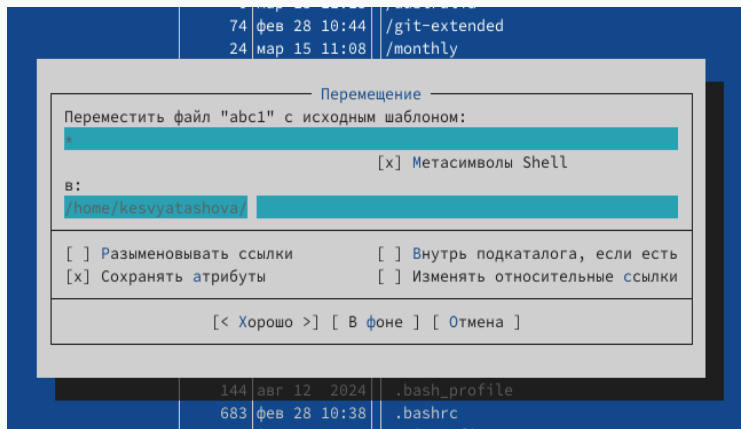 74 фев 28 10:44 /git-extended
24 мар 15 11:08 /monthly
Перемещение
Переместить файл "abc1" с исходным шаблоном:
*
[x] Метасимволы Shell
в:
/home/kesvyatashova/
[ ] Разыменовывать ссылки [ ] Внутрь подкаталога, если есть
[x] Сохранять атрибуты [ ] Изменять относительные ссылки
[< Хорошо >] [ В фоне ] [ Отмена ]
144 авг 12 2024 .bash_profile
683 фев 28 10:38 .bashrc